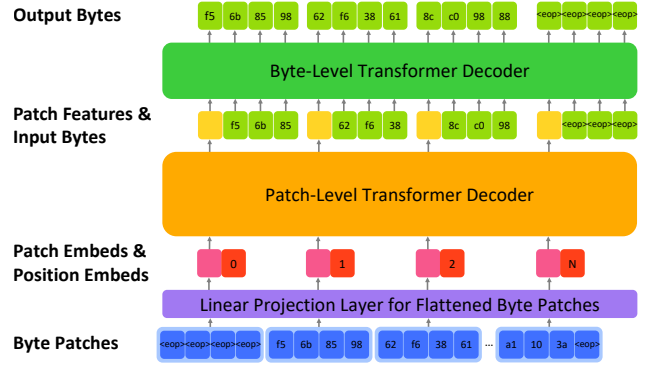 Output Bytes
f5 6b 85 98 62 f6 38 61 8c c0 98 88 <eop> <eop> <eop> <eop>
Byte-Level Transformer Decoder
Patch Features &
Input Bytes
f5 6b 85 62 f6 38 8c c0 98 <eop> <eop> <eop>
Patch-Level Transformer Decoder
Patch Embeds &
Position Embeds
0 1 2 N
Linear Projection Layer for Flattened Byte Patches
Byte Patches
<eop> <eop> <eop> <eop> f5 6b 85 98 62 f6 38 61 ... a1 10 3a <eop>